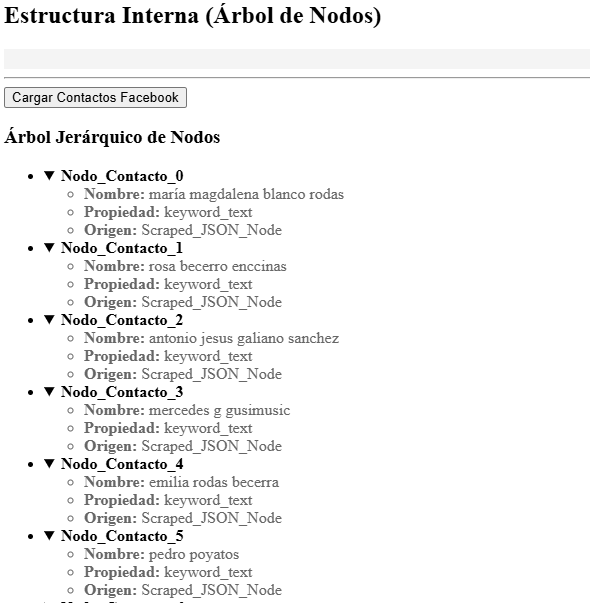 Estructura Interna (Árbol de Nodos)
Cargar Contactos Facebook
Árbol Jerárquico de Nodos
Nodo_Contacto_0
Nombre: maría magdalena blanco rodas
Propiedad: keyword_text
Origen: Scraped_JSON_Node
Nodo_Contacto_1
Nombre: rosa becerro enccinas
Propiedad: keyword_text
Origen: Scraped_JSON_Node
Nodo_Contacto_2
Nombre: antonio jesus galiano sanchez
Propiedad: keyword_text
Origen: Scraped_JSON_Node
Nodo_Contacto_3
Nombre: mercedes g gusimusic
Propiedad: keyword_text
Origen: Scraped_JSON_Node
Nodo_Contacto_4
Nombre: emilia rodas becerra
Propiedad: keyword_text
Origen: Scraped_JSON_Node
Nodo_Contacto_5
Nombre: pedro poyatos
Propiedad: keyword_text
Origen: Scraped_JSON_Node